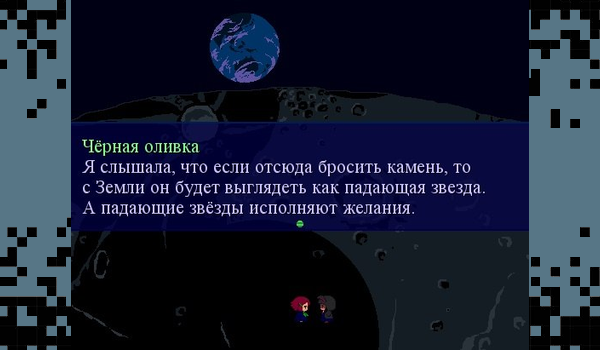 Чёрная оливка
Я слышала, что если отсюда бросить камень, то
с Земли он будет выглядеть как падающая звезда.
А падающие звёзды исполняют желания.